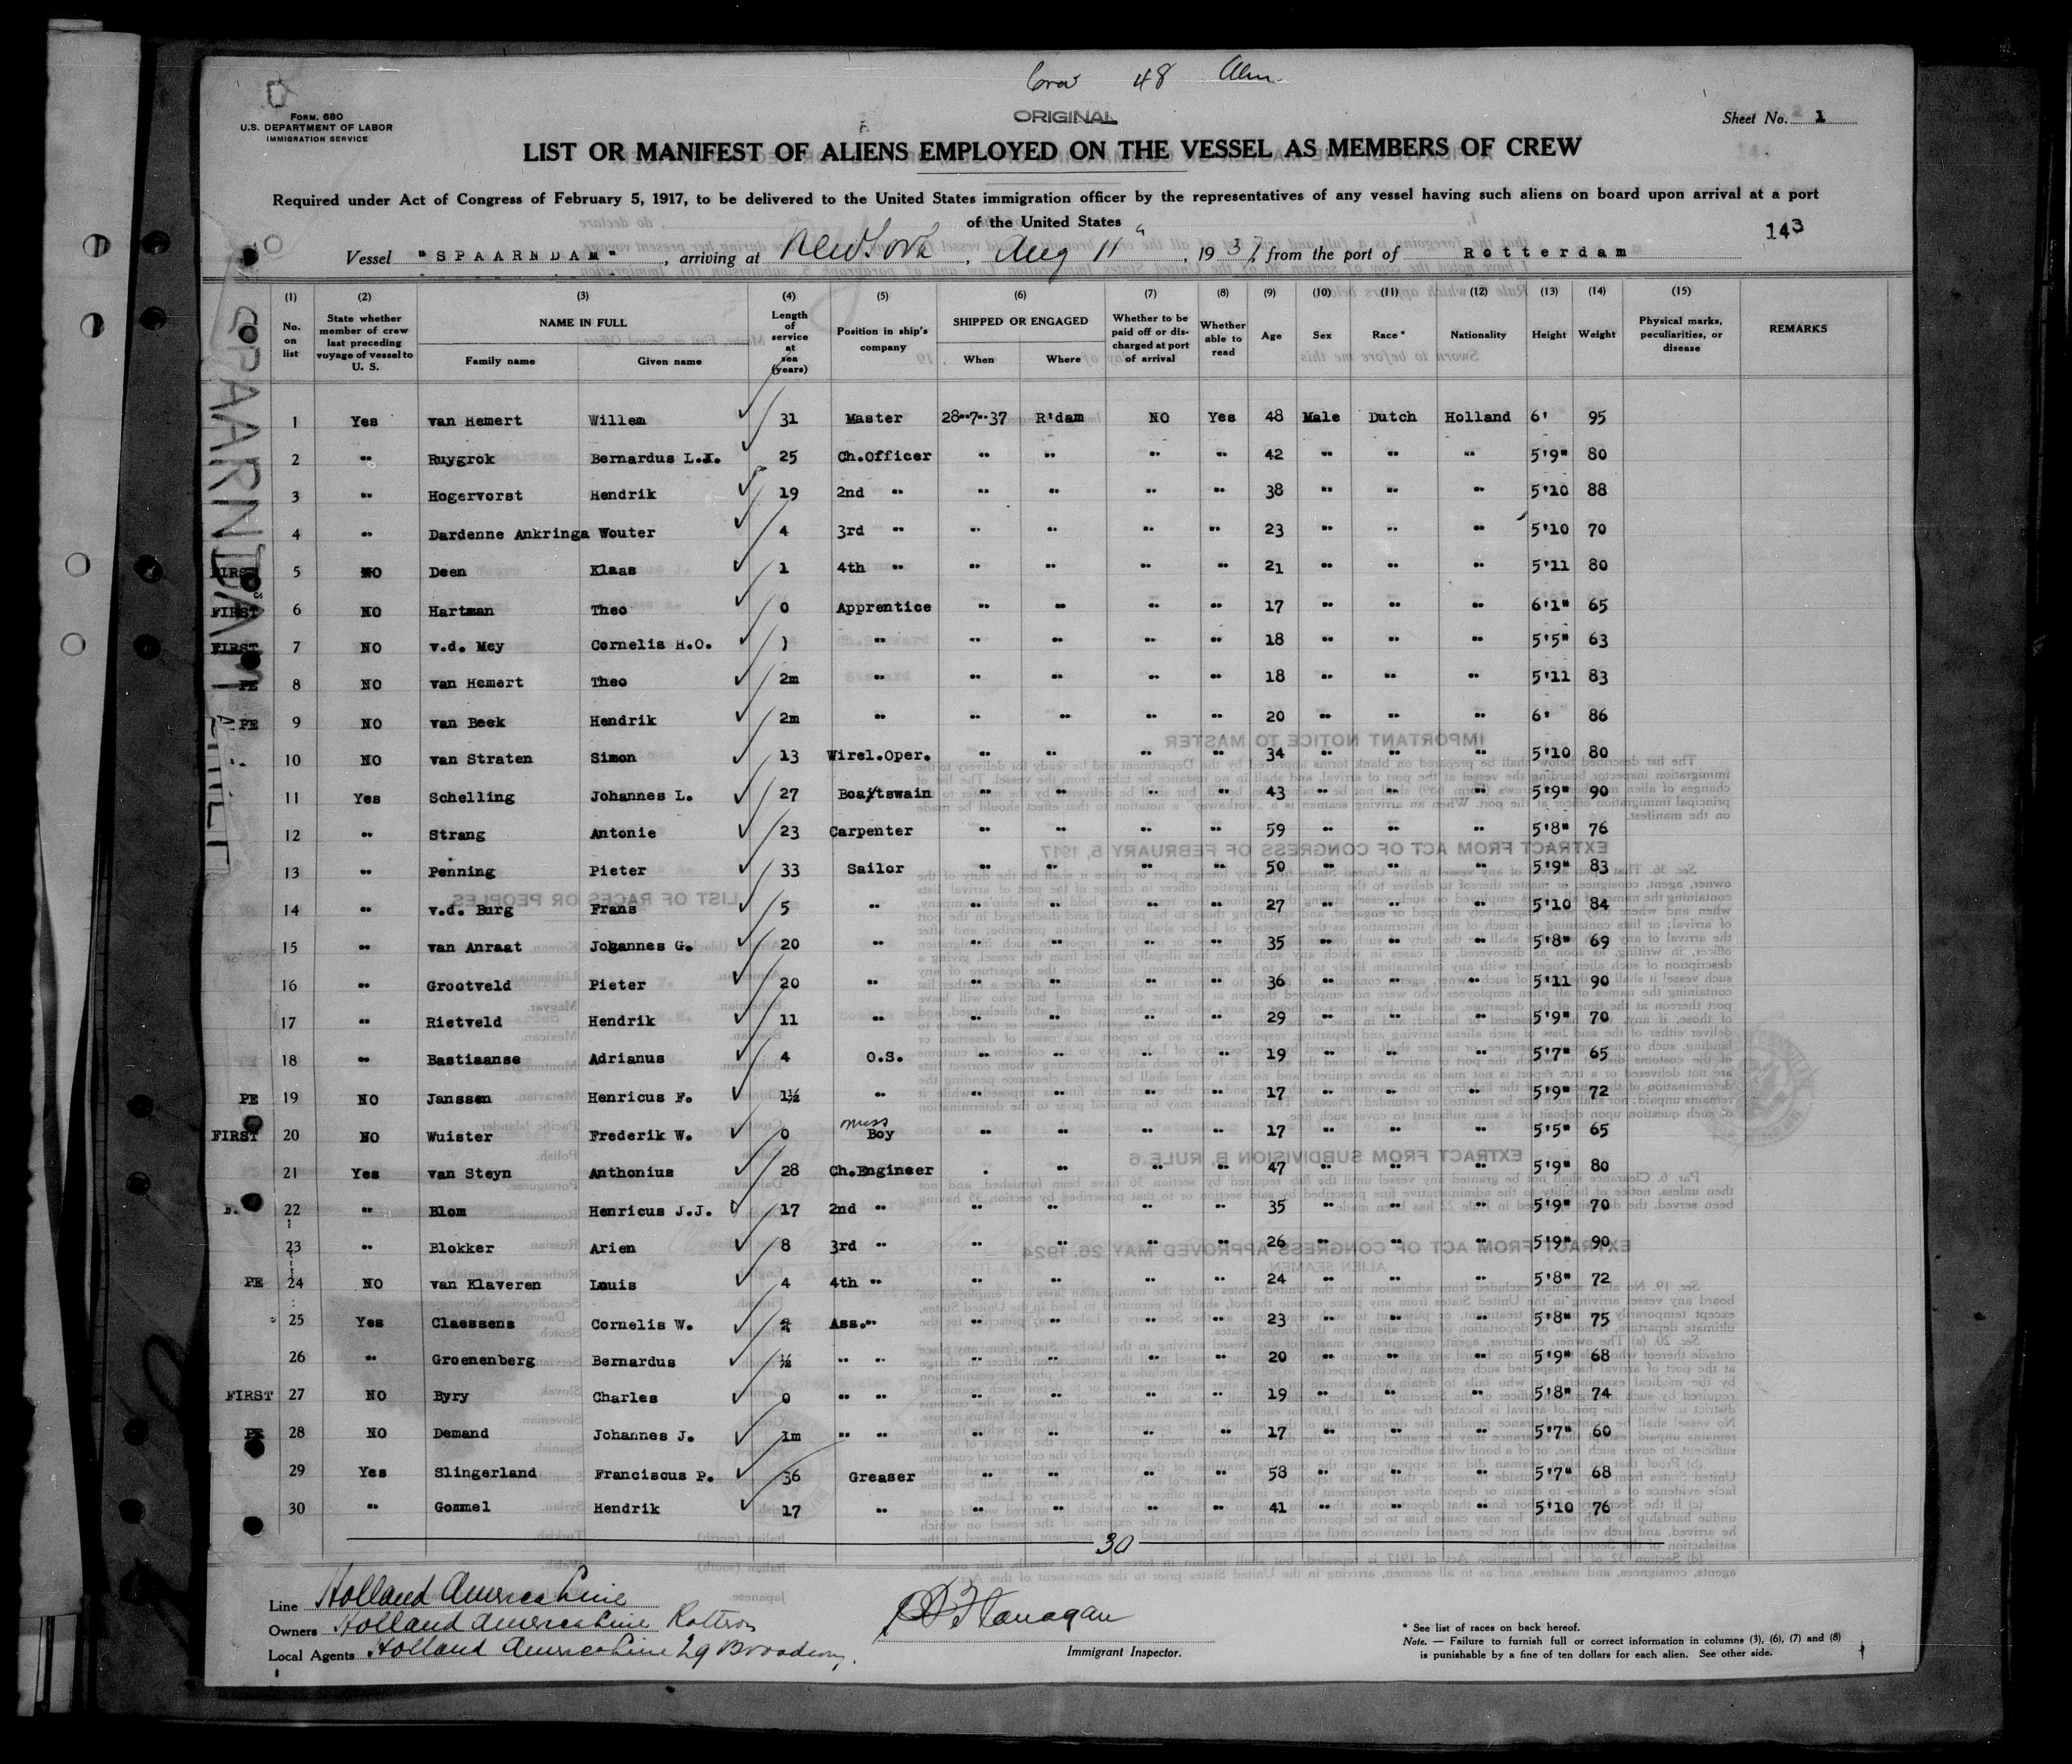 Crew 48 Alien
ORIGINAL
FORM. 680
U.S. DEPARTMENT OF LABOR
IMMIGRATION SERVICE
Sheet No. 1
LIST OR MANIFEST OF ALIENS EMPLOYED ON THE VESSEL AS MEMBERS OF CREW
Required under Act of Congress of February 5, 1917, to be delivered to the United States immigration officer by the representatives of any vessel having such aliens on board upon arrival at a port
of the United States
143
Vessel "SPAARNDAM", arriving at New York, Aug 11, 1937, from the port of Rotterdam
(1) (2) (3) (4) (5) (6) (7) (8) (9) (10) (11) (12) (13) (14) (15)
No. on list | State whether member of crew last preceding voyage of vessel to U. S. | NAME IN FULL Family name Given name | Length of service at sea (years) | Position in ship's company | SHIPPED OR ENGAGED When Where | Whether to be paid off or discharged at port of arrival | Whether able to read | Age | Sex | Race* | Nationality | Height | Weight | Physical marks, peculiarities, or disease | REMARKS
SPAARNDAM
1 Yes van Hemert Willem 31 Master 28-7-37 R'dam NO Yes 48 Male Dutch Holland 6' 95
2 " Ruygrok Bernardus L.I. 25 Ch.Officer " " " " 42 " " " 5'9" 80
3 " Hogervorst Hendrik 19 2nd " " " " " 38 " " " 5'10 88
4 " Dardenne Ankringa Wouter 4 3rd " " " " " 23 " " " 5'10 70
FIRST 5 NO Deen Klaas 1 4th " " " " " 21 " " " 5'11 80
FIRST 6 NO Hartman Theo 0 Apprentice " " " " 17 " " " 6'1" 65
FIRST 7 NO v.d. Mey Cornelis H.O. ) " " " " " 18 " " " 5'5" 63
PE 8 NO van Hemert Theo 2m " " " " " 18 " " " 5'11 83
PE 9 NO van Beek Hendrik 2m " " " " " 20 " " " 6' 86
10 NO van Straten Simon 13 Wirel.Oper. " " " " 34 " " " 5'10 80
11 Yes Schelling Johannes L. 27 Boa/tswain " " " " 43 " " " 5'9" 90
12 " Strang Antonie 23 Carpenter " " " " 59 " " " 5'8" 76
13 " Penning Pieter 33 Sailor " " " " 50 " " " 5'9" 83
14 " v.d. Burg Frans 5 " " " " " 27 " " " 5'10 84
15 " van Anraat Johannes G. 20 " " " " " 35 " " " 5'8" 69
16 " Grootveld Pieter 20 " " " " " 36 " " " 5'11 90
17 " Rietveld Hendrik 11 " " " " " 29 " " " 5'9" 70
18 " Bastiaanse Adrianus 4 O.S. " " " " 19 " " " 5'7" 65
PE 19 NO Janssen Henricus F. 1½ " " " " " 17 " " " 5'9" 72
FIRST 20 NO Wuister Frederik W. 0 mess Boy " " " " 17 " " " 5'5" 65
21 Yes van Steyn Anthonius 28 Ch.Engineer . " " " 47 " " " 5'9" 80
22 " Blom Henricus J.J. 17 2nd " " " " " 35 " " " 5'9" 70
23 " Blokker Arien 8 3rd " " " " " 26 " " " 5'9" 90
PE 24 NO van Klaveren Louis 4 4th " " " " " 24 " " " 5'8" 72
25 Yes Claessens Cornelis W. Ass." " " " " 23 " " " 5'8" 75
26 " Groenenberg Bernardus ½ " " " " " " 20 " " " 5'9" 68
FIRST 27 NO Byry Charles 0 " " " " " " 19 " " " 5'8" 74
PE 28 NO Demand Johannes J. 1m " " " " " " 17 " " " 5'7" 60
29 Yes Slingerland Franciscus P. 36 Greaser " " " " 58 " " " 5'7" 68
30 " Gommel Hendrik 17 " " " " " 41 " " " 5'10 76
30
Line Holland America Line
Owners Holland America Line
Local Agents Holland America Line 29 Broadway.
Flanagan
Immigrant Inspector.
* See list of races on back hereof.
Note. — Failure to furnish full or correct information in columns (3), (6), (7) and (8)
is punishable by a fine of ten dollars for each alien. See other side.